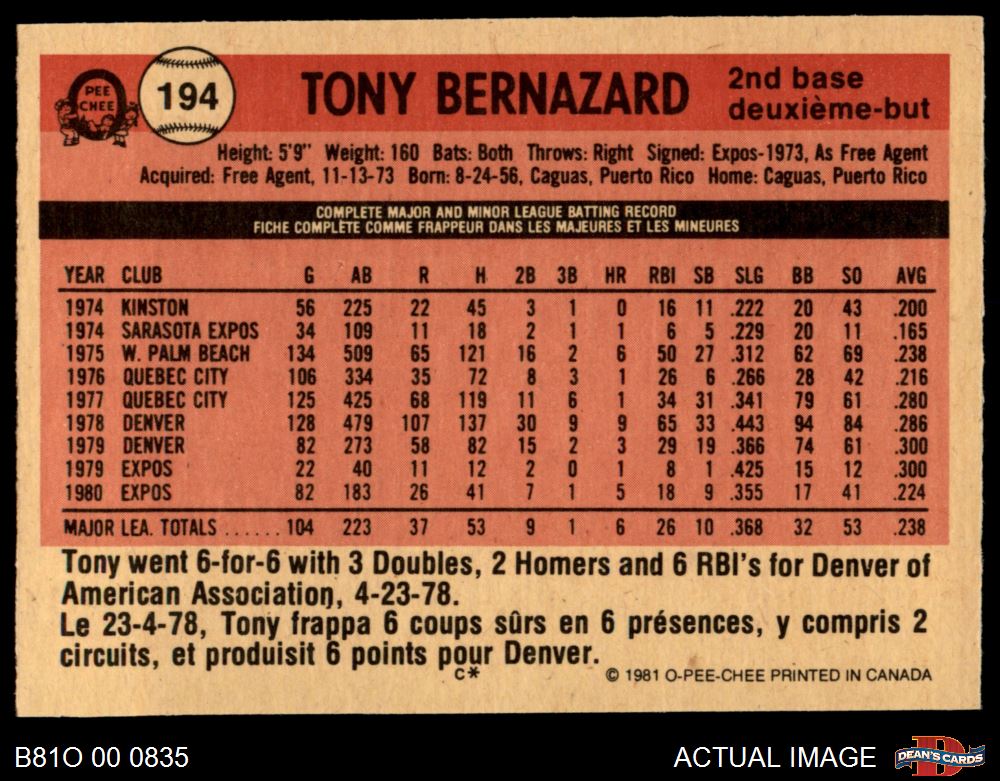 PEE CHEE 194 TONY BERNAZARD 2nd base
deuxième-but
Height: 5'9" Weight: 160 Bats: Both Throws: Right Signed: Expos-1973, As Free Agent
Acquired: Free Agent, 11-13-73 Born: 8-24-56, Caguas, Puerto Rico Home: Caguas, Puerto Rico
COMPLETE MAJOR AND MINOR LEAGUE BATTING RECORD
FICHE COMPLÈTE COMME FRAPPEUR DANS LES MAJEURES ET LES MINEURES
YEAR CLUB G AB R H 2B 3B HR RBI SB SLG BB SO AVG
1974 KINSTON 56 225 22 45 3 1 0 16 11 .222 20 43 .200
1974 SARASOTA EXPOS 34 109 11 18 2 1 1 6 5 .229 20 11 .165
1975 W. PALM BEACH 134 509 65 121 16 2 6 50 27 .312 62 69 .238
1976 QUEBEC CITY 106 334 35 72 8 3 1 26 6 .266 28 42 .216
1977 QUEBEC CITY 125 425 68 119 11 6 1 34 31 .341 79 61 .280
1978 DENVER 128 479 107 137 30 9 9 65 33 .443 94 84 .286
1979 DENVER 82 273 58 82 15 2 3 29 19 .366 74 61 .300
1979 EXPOS 22 40 11 12 2 0 1 8 1 .425 15 12 .300
1980 EXPOS 82 183 26 41 7 1 5 18 9 .355 17 41 .224
MAJOR LEA. TOTALS ...... 104 223 37 53 9 1 6 26 10 .368 32 53 .238
Tony went 6-for-6 with 3 Doubles, 2 Homers and 6 RBI's for Denver of
American Association, 4-23-78.
Le 23-4-78, Tony frappa 6 coups sûrs en 6 présences, y compris 2
circuits, et produisit 6 points pour Denver.
C* © 1981 O-PEE-CHEE PRINTED IN CANADA
B81O 00 0835 ACTUAL IMAGE DEAN'S CARDS